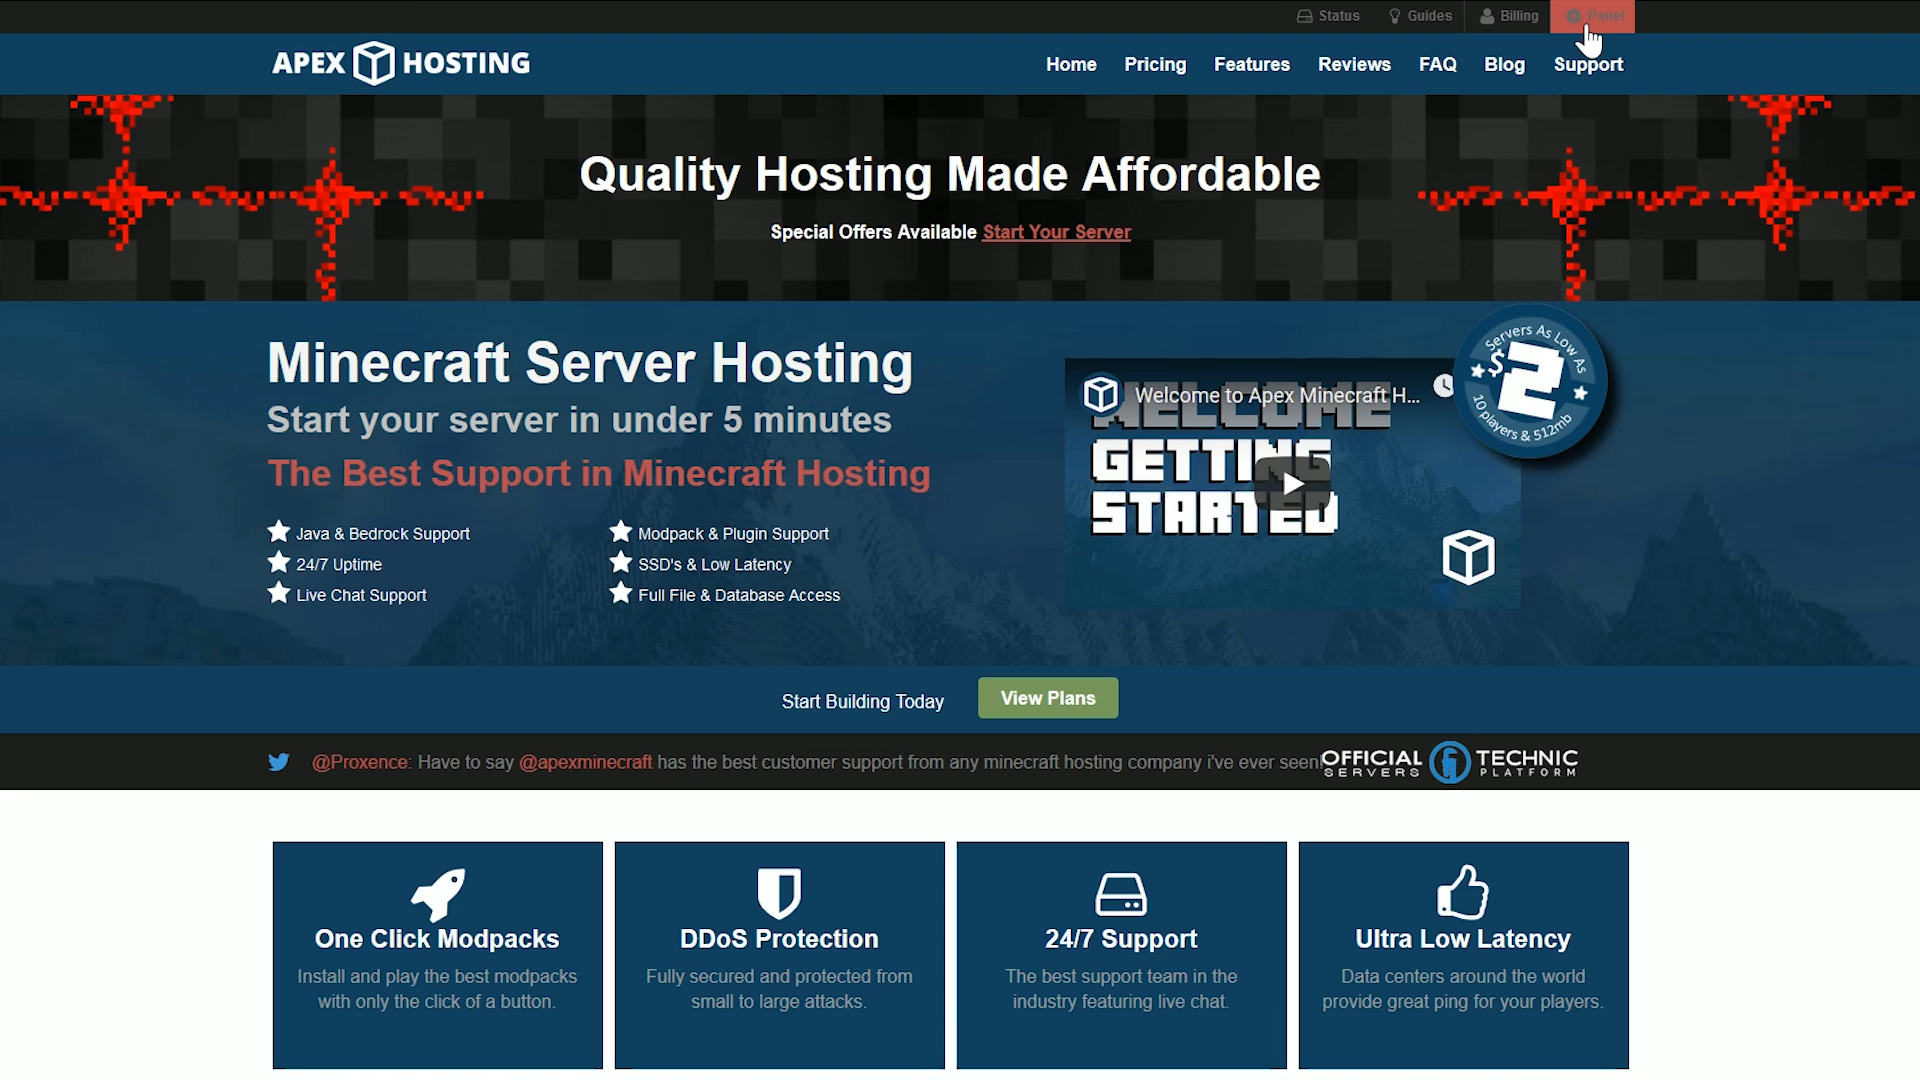 Status
Guides
Billing
Panel
APEX HOSTING
Home
Pricing
Features
Reviews
FAQ
Blog
Support
Quality Hosting Made Affordable
Special Offers Available Start Your Server
Minecraft Server Hosting
Start your server in under 5 minutes
The Best Support in Minecraft Hosting
Java & Bedrock Support
24/7 Uptime
Live Chat Support
Modpack & Plugin Support
SSD's & Low Latency
Full File & Database Access
Welcome to Apex Minecraft H...
WELCOME
GETTING
STARTED
Servers As Low As
$2
10 players & 512mb
Start Building Today
View Plans
@Proxence: Have to say @apexminecraft has the best customer support from any minecraft hosting company i've ever seen!
OFFICIAL
SERVERS
TECHNIC
PLATFORM
One Click Modpacks
Install and play the best modpacks
with only the click of a button.
DDoS Protection
Fully secured and protected from
small to large attacks.
24/7 Support
The best support team in the
industry featuring live chat.
Ultra Low Latency
Data centers around the world
provide great ping for your players.